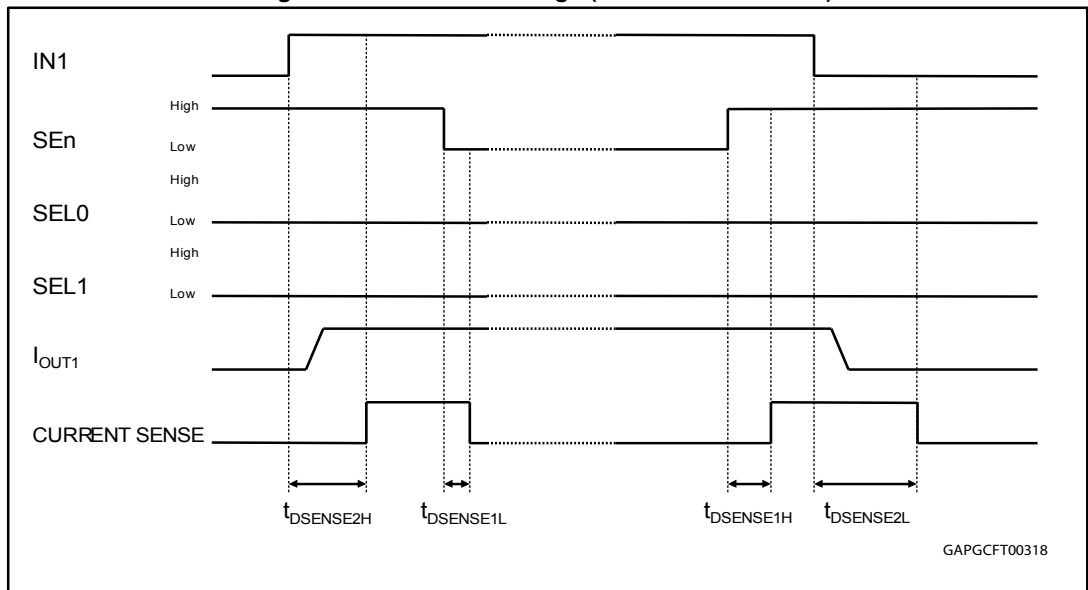 IN1
High
SEn
Low
High
SEL0
Low
High
SEL1
Low
IOUT1
CURRENT SENSE
tDSENSE2H tDSENSE1L tDSENSE1H tDSENSE2L
GAPGCFT00318